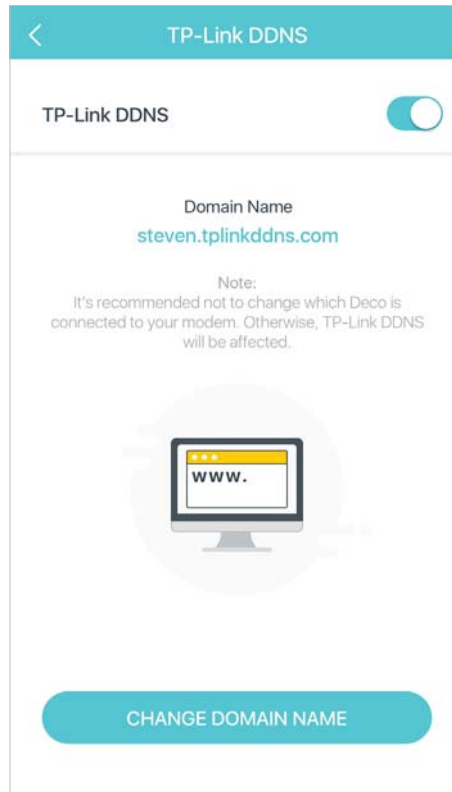 TP-Link DDNS
TP-Link DDNS
Domain Name
steven.tplinkddns.com
Note:
It's recommended not to change which Deco is
connected to your modem. Otherwise, TP-Link DDNS
will be affected.
www.
CHANGE DOMAIN NAME